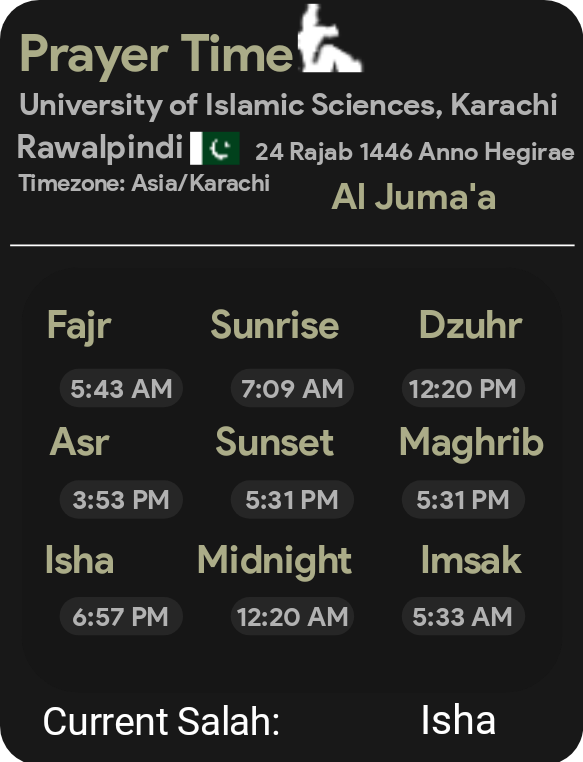 Prayer Time
University of Islamic Sciences, Karachi
Rawalpindi 24 Rajab 1446 Anno Hegirae
Timezone: Asia/Karachi
Al Juma'a
Fajr Sunrise Dzuhr
5:43 AM 7:09 AM 12:20 PM
Asr Sunset Maghrib
3:53 PM 5:31 PM 5:31 PM
Isha Midnight Imsak
6:57 PM 12:20 AM 5:33 AM
Current Salah: Isha